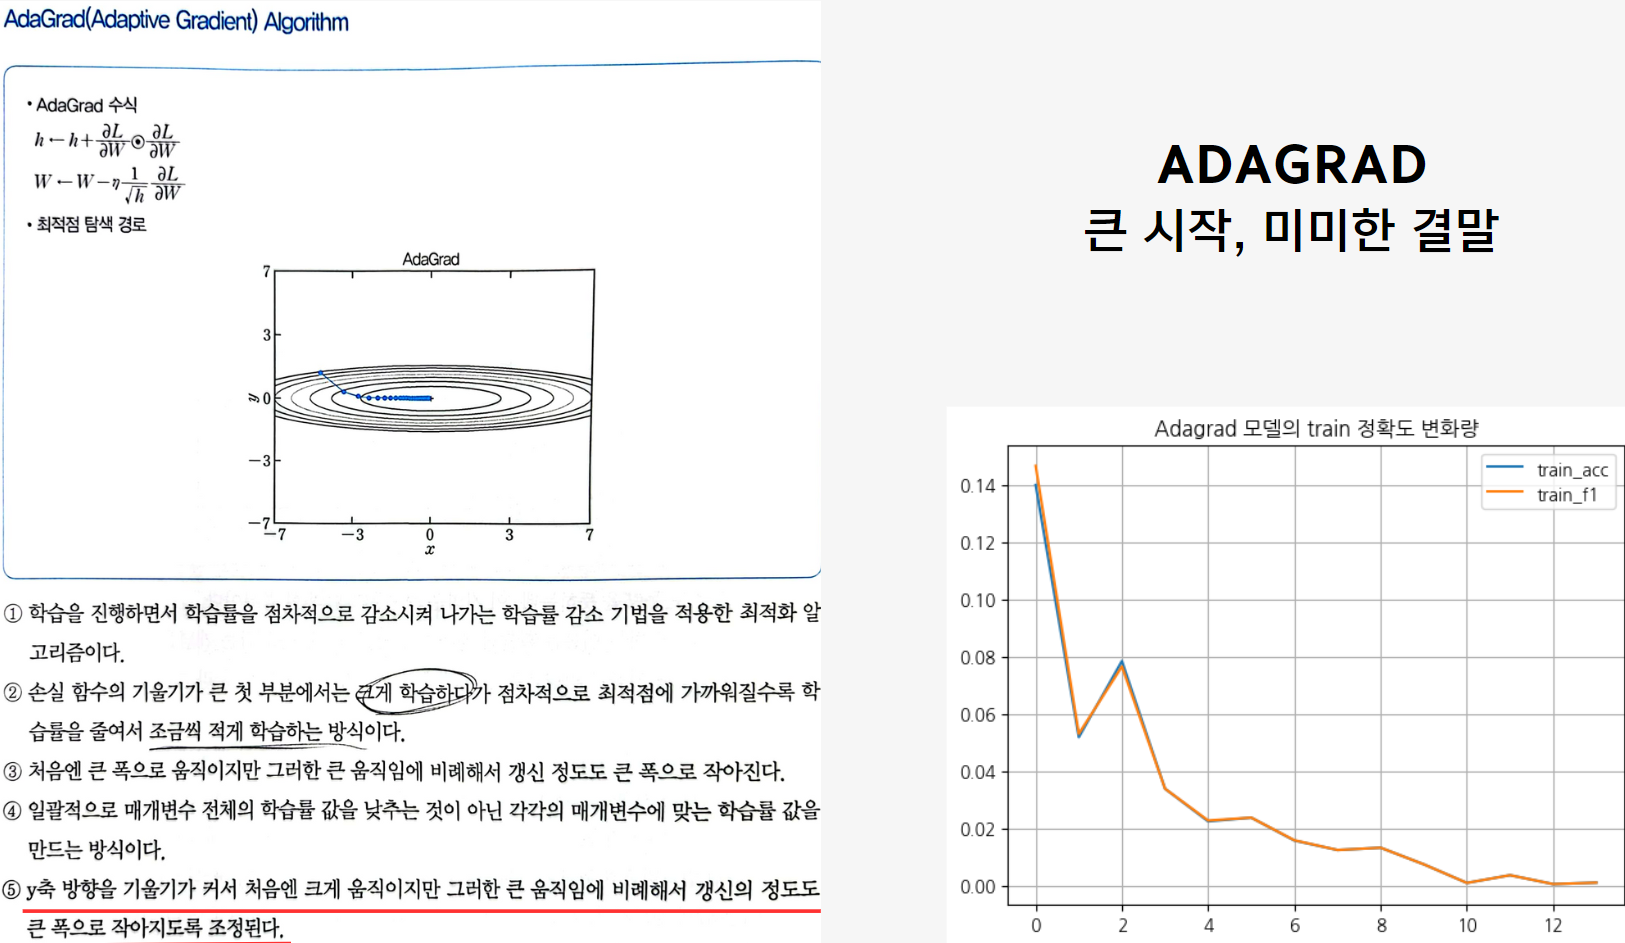 AdaGrad(Adaptive Gradient) Algorithm
• AdaGrad 수식
h ← h + ∂L/∂W ⊙ ∂L/∂W
W ← W − η 1/√h ∂L/∂W
• 최적점 탐색 경로
AdaGrad
7
3
y 0
−3
−7
−7 −3 0 3 7
x
① 학습을 진행하면서 학습률을 점차적으로 감소시켜 나가는 학습률 감소 기법을 적용한 최적화 알
고리즘이다.
② 손실 함수의 기울기가 큰 첫 부분에서는 크게 학습하다가 점차적으로 최적점에 가까워질수록 학
습률을 줄여서 조금씩 적게 학습하는 방식이다.
③ 처음엔 큰 폭으로 움직이지만 그러한 큰 움직임에 비례해서 갱신 정도도 큰 폭으로 작아진다.
④ 일괄적으로 매개변수 전체의 학습률 값을 낮추는 것이 아닌 각각의 매개변수에 맞는 학습률 값을
만드는 방식이다.
⑤ y축 방향을 기울기가 커서 처음엔 크게 움직이지만 그러한 큰 움직임에 비례해서 갱신의 정도도
큰 폭으로 작아지도록 조정된다.
ADAGRAD
큰 시작, 미미한 결말
Adagrad 모델의 train 정확도 변화량
train_acc
train_f1
0.14
0.12
0.10
0.08
0.06
0.04
0.02
0.00
0 2 4 6 8 10 12